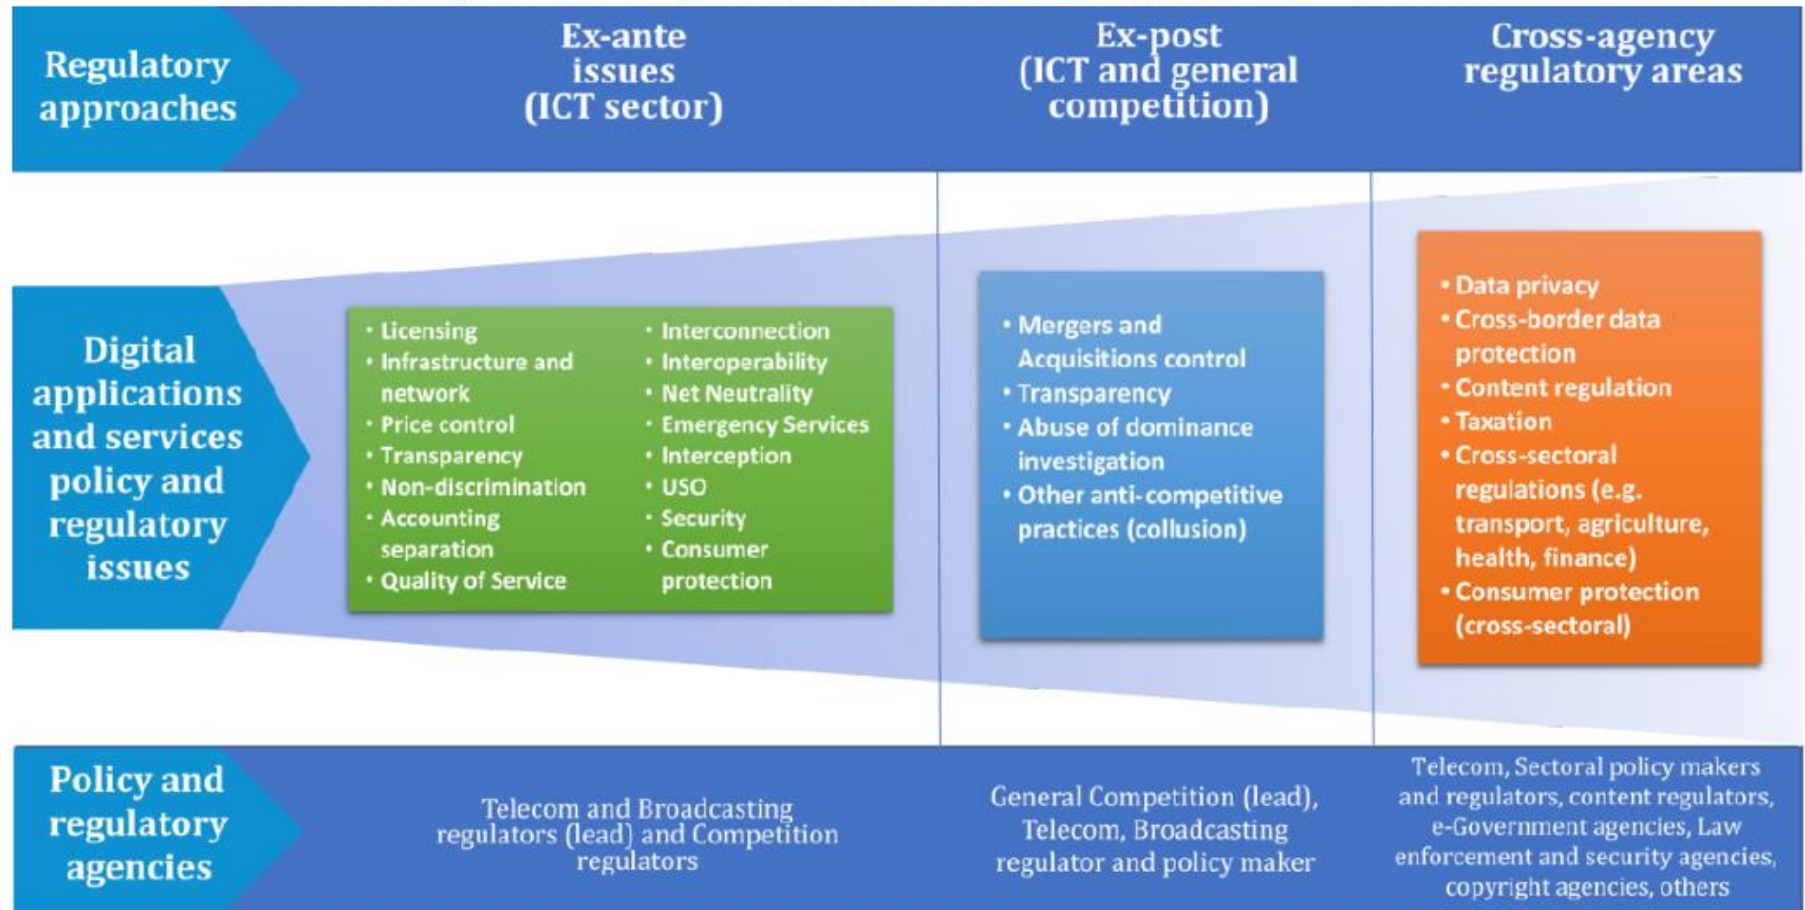 Regulatory
approaches
Ex-ante
issues
(ICT sector)
Ex-post
(ICT and general
competition)
Cross-agency
regulatory areas
Digital
applications
and services
policy and
regulatory
issues
• Licensing
• Infrastructure and
network
• Price control
• Transparency
• Non-discrimination
• Accounting
separation
• Quality of Service
• Interconnection
• Interoperability
• Net Neutrality
• Emergency Services
• Interception
• USO
• Security
• Consumer
protection
• Mergers and
Acquisitions control
• Transparency
• Abuse of dominance
investigation
• Other anti-competitive
practices (collusion)
• Data privacy
• Cross-border data
protection
• Content regulation
• Taxation
• Cross-sectoral
regulations (e.g.
transport, agriculture,
health, finance)
• Consumer protection
(cross-sectoral)
Policy and
regulatory
agencies
Telecom and Broadcasting
regulators (lead) and Competition
regulators
General Competition (lead),
Telecom, Broadcasting
regulator and policy maker
Telecom, Sectoral policy makers
and regulators, content regulators,
e-Government agencies, Law
enforcement and security agencies,
copyright agencies, others